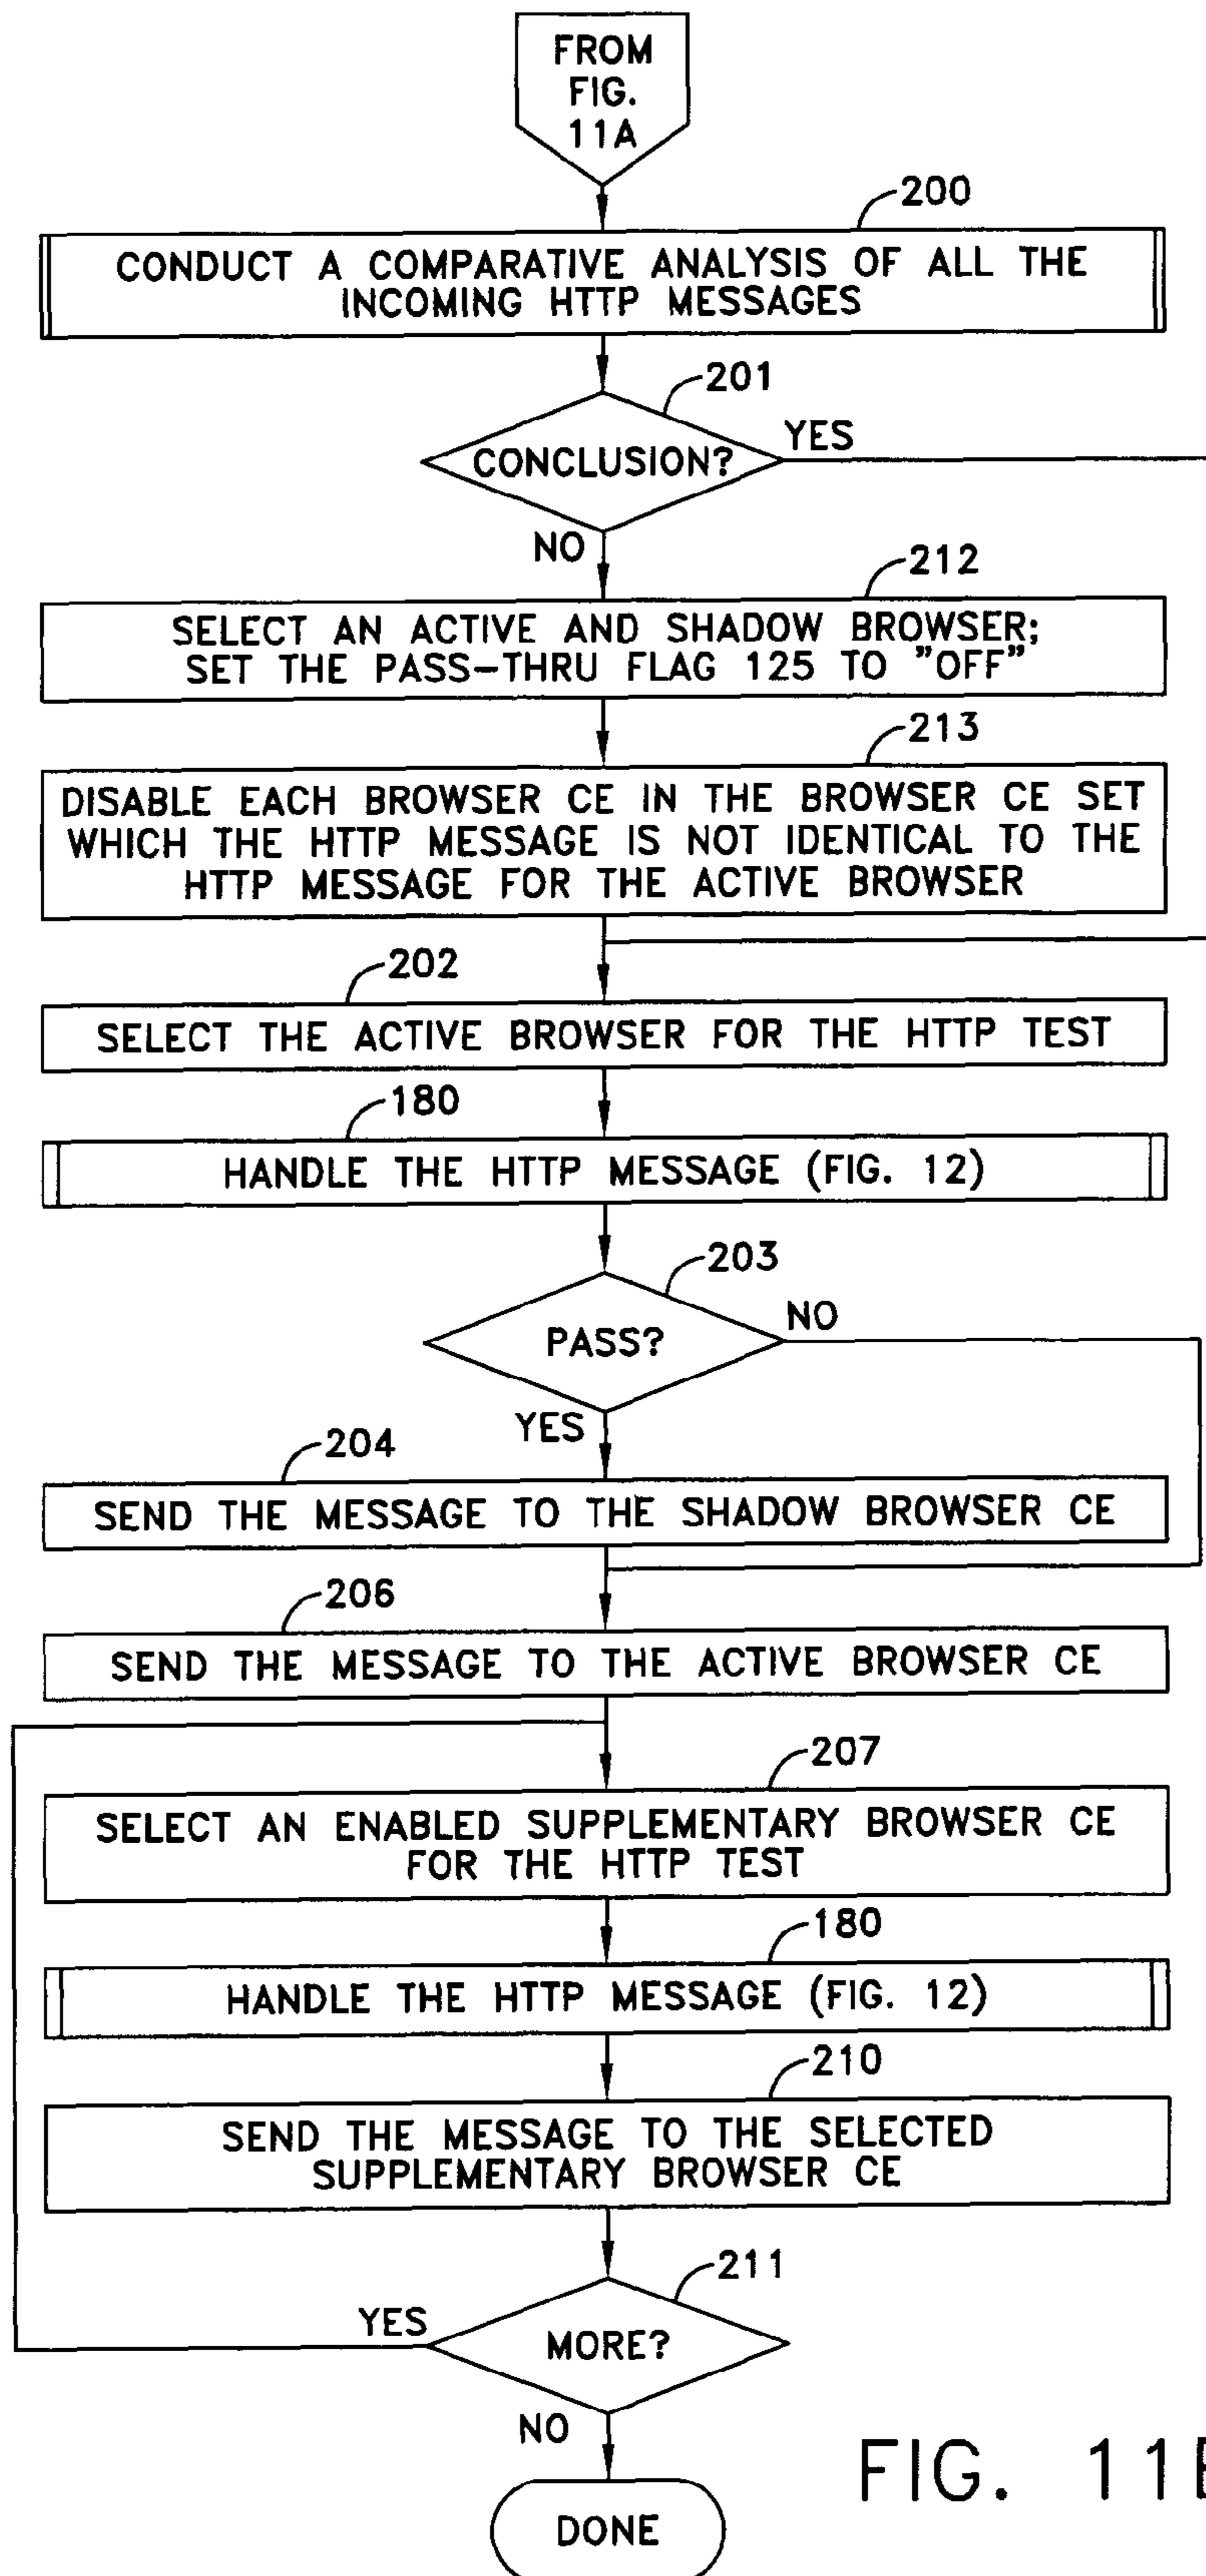 FROM
FIG.
11A
200
CONDUCT A COMPARATIVE ANALYSIS OF ALL THE
INCOMING HTTP MESSAGES
201
CONCLUSION?
YES
NO
212
SELECT AN ACTIVE AND SHADOW BROWSER;
SET THE PASS-THRU FLAG 125 TO "OFF"
213
DISABLE EACH BROWSER CE IN THE BROWSER CE SET
WHICH THE HTTP MESSAGE IS NOT IDENTICAL TO THE
HTTP MESSAGE FOR THE ACTIVE BROWSER
202
SELECT THE ACTIVE BROWSER FOR THE HTTP TEST
180
HANDLE THE HTTP MESSAGE (FIG. 12)
203
PASS?
NO
YES
204
SEND THE MESSAGE TO THE SHADOW BROWSER CE
206
SEND THE MESSAGE TO THE ACTIVE BROWSER CE
207
SELECT AN ENABLED SUPPLEMENTARY BROWSER CE
FOR THE HTTP TEST
180
HANDLE THE HTTP MESSAGE (FIG. 12)
210
SEND THE MESSAGE TO THE SELECTED
SUPPLEMENTARY BROWSER CE
211
YES
MORE?
NO
FIG. 11B
DONE